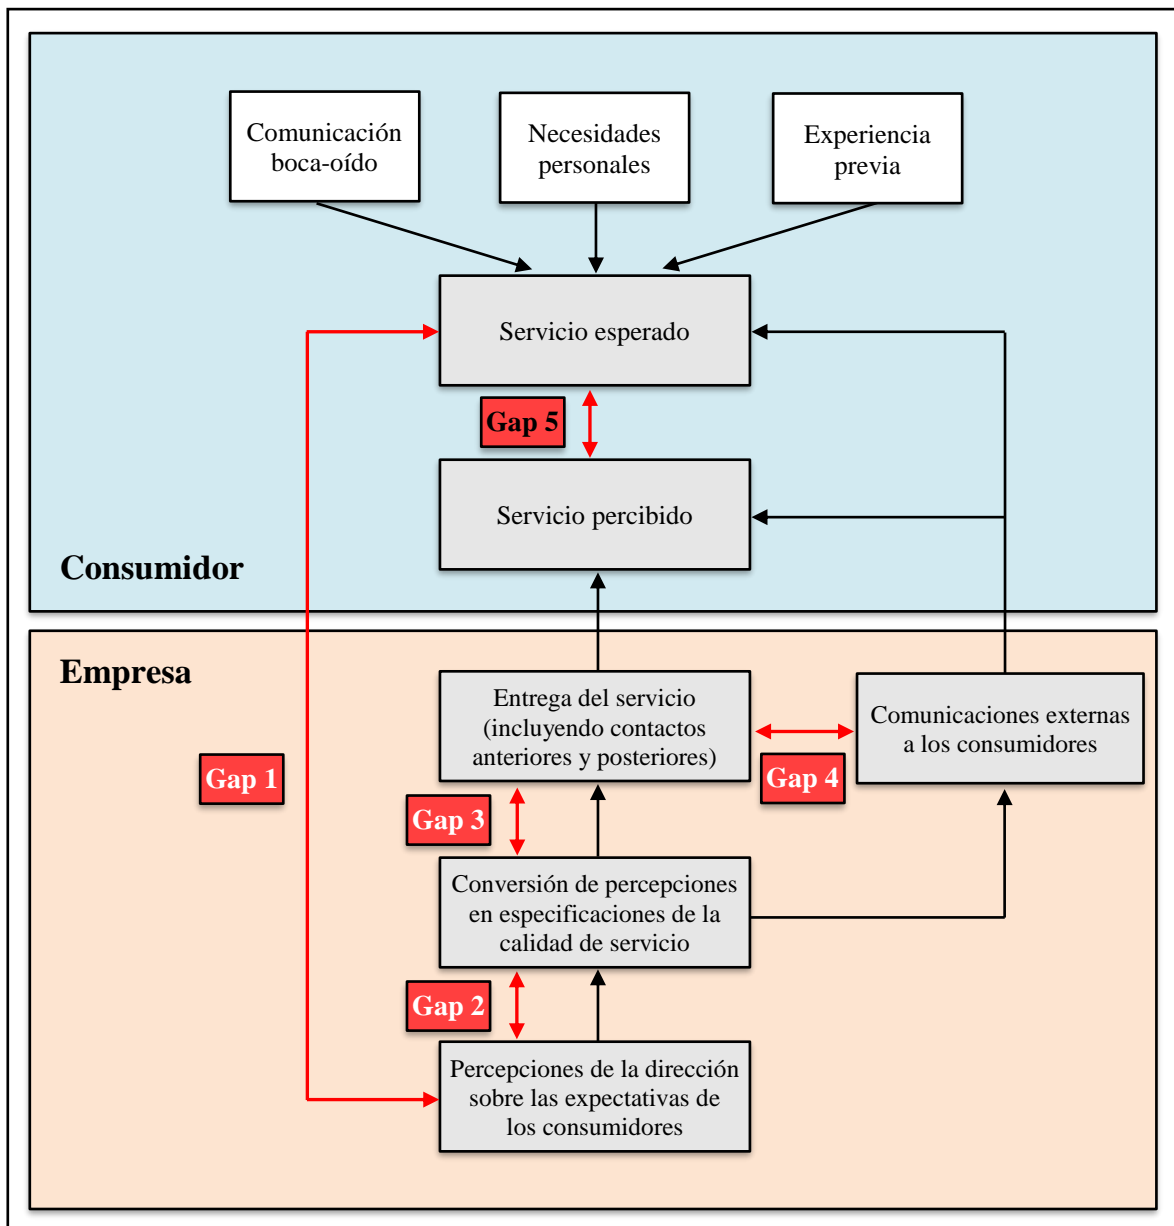 Comunicación
boca-oído
Necesidades
personales
Experiencia
previa
Servicio esperado
Gap 5
Servicio percibido
Consumidor
Empresa
Entrega del servicio
(incluyendo contactos
anteriores y posteriores)
Comunicaciones externas
a los consumidores
Gap 1
Gap 4
Gap 3
Conversión de percepciones
en especificaciones de la
calidad de servicio
Gap 2
Percepciones de la dirección
sobre las expectativas de
los consumidores